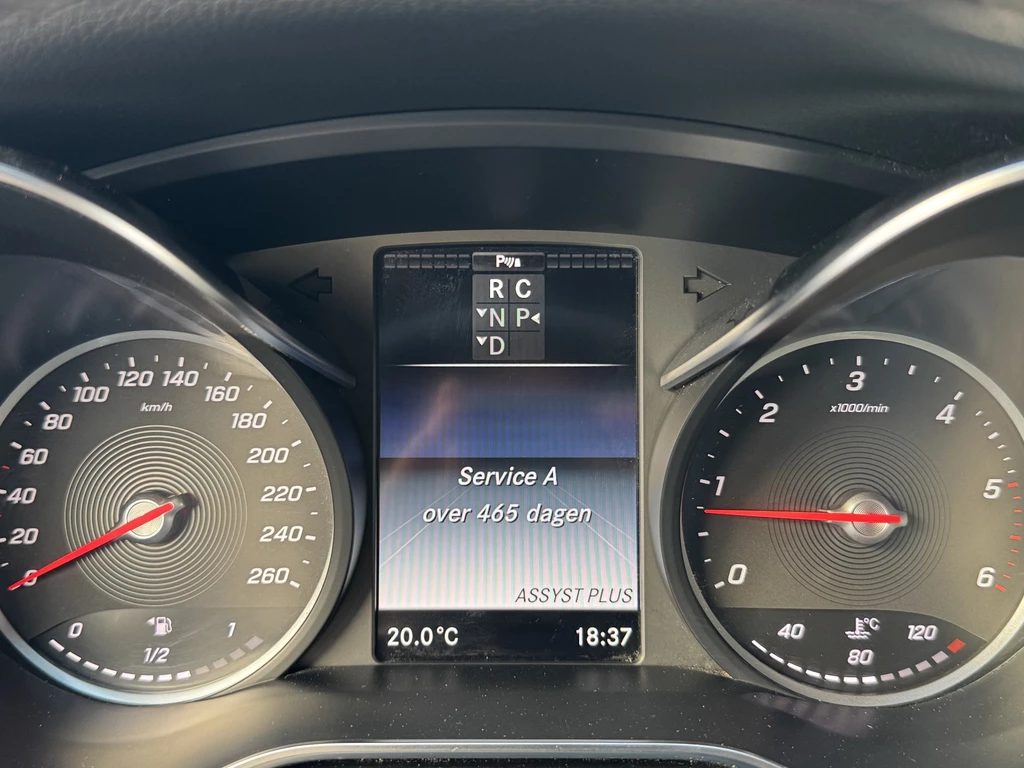 P
R C
N P
D
Service A
over 465 dagen
ASSYST PLUS
20.0°C 18:37
0
20
40
60
80
100
120
140
160
180
200
220
240
260
km/h
0 1/2 1
0
1
2
3
4
5
6
x1000/min
40 80 120
°C